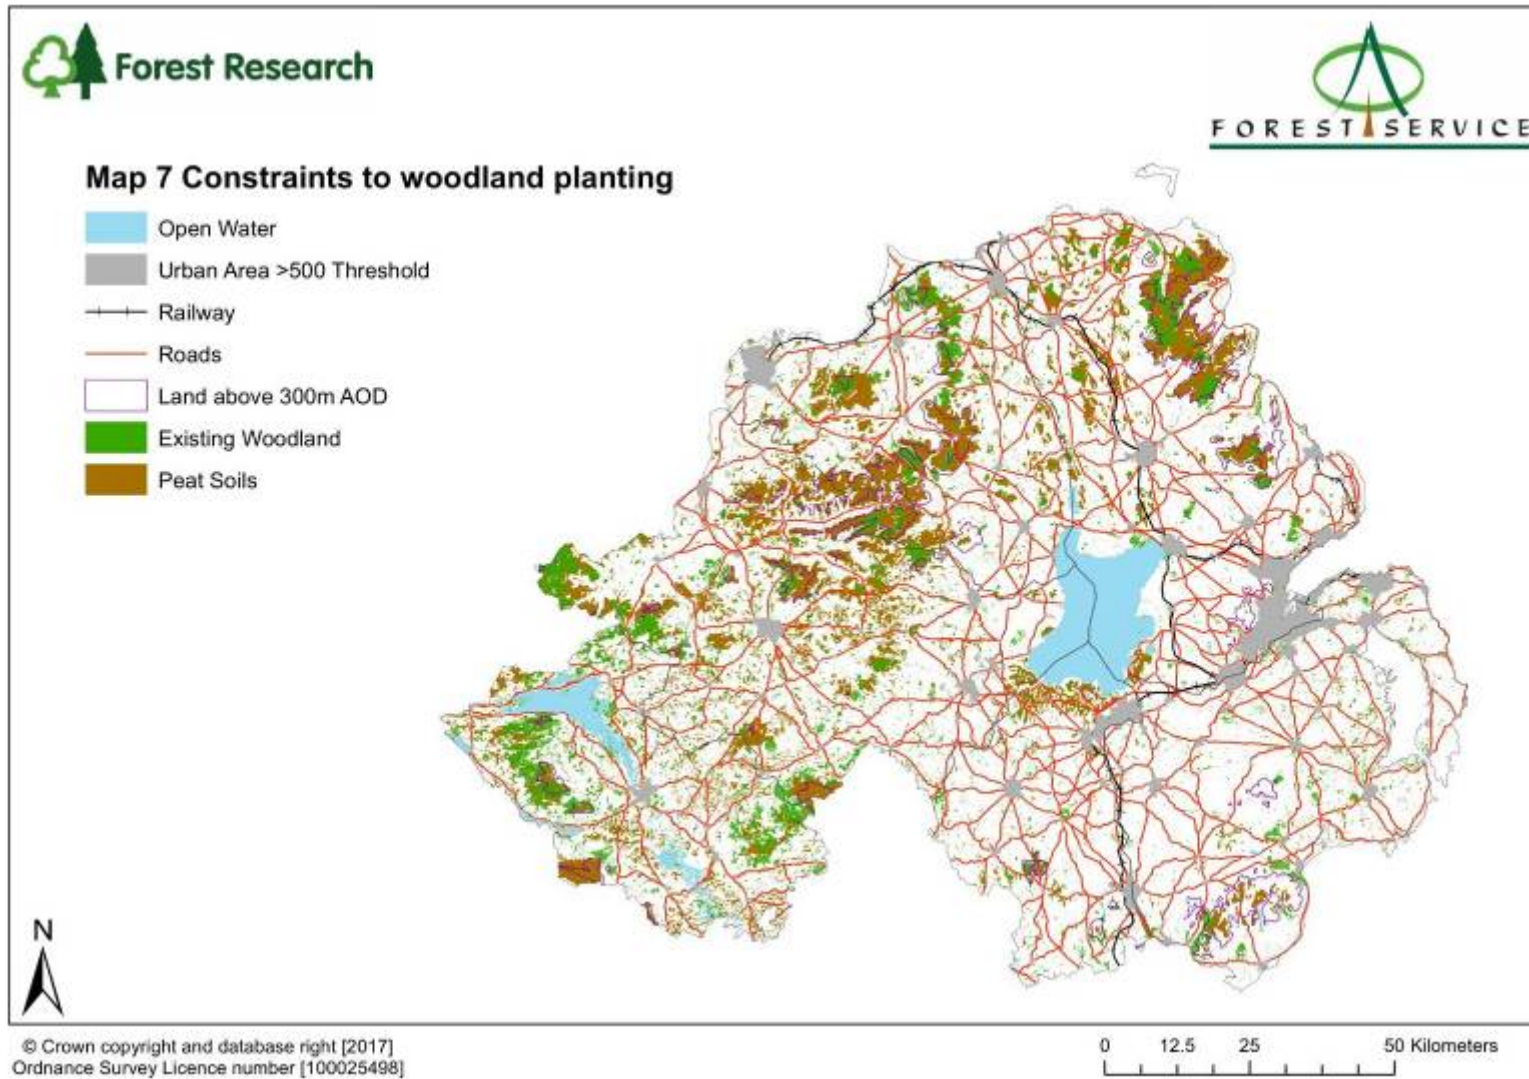 Forest Research
FOREST SERVICE
Map 7 Constraints to woodland planting
Open Water
Urban Area >500 Threshold
Railway
Roads
Land above 300m AOD
Existing Woodland
Peat Soils
N
© Crown copyright and database right [2017]
Ordnance Survey Licence number [100025498]
0 12.5 25 50 Kilometers